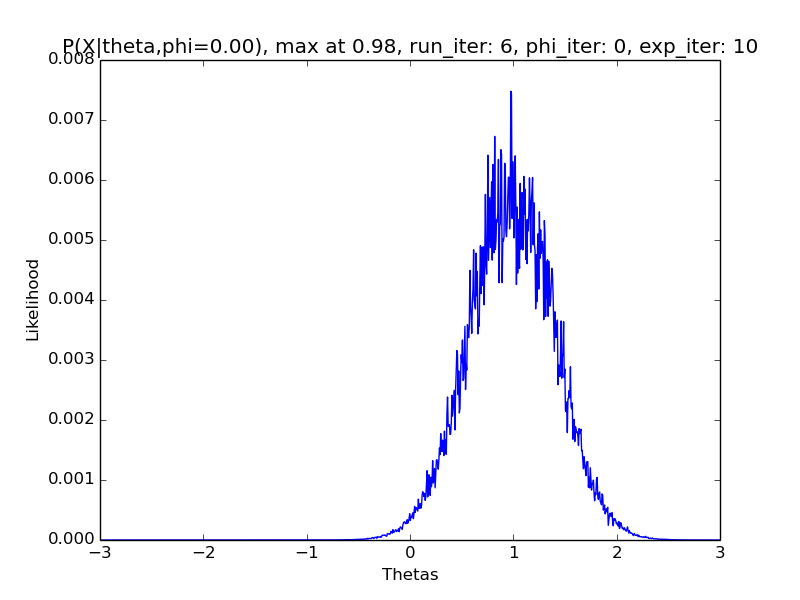 P(X|theta,phi=0.00), max at 0.98, run_iter: 6, phi_iter: 0, exp_iter: 10
0.008
0.007
0.006
0.005
0.004
0.003
0.002
0.001
0.000
Likelihood
−3 −2 −1 0 1 2 3
Thetas